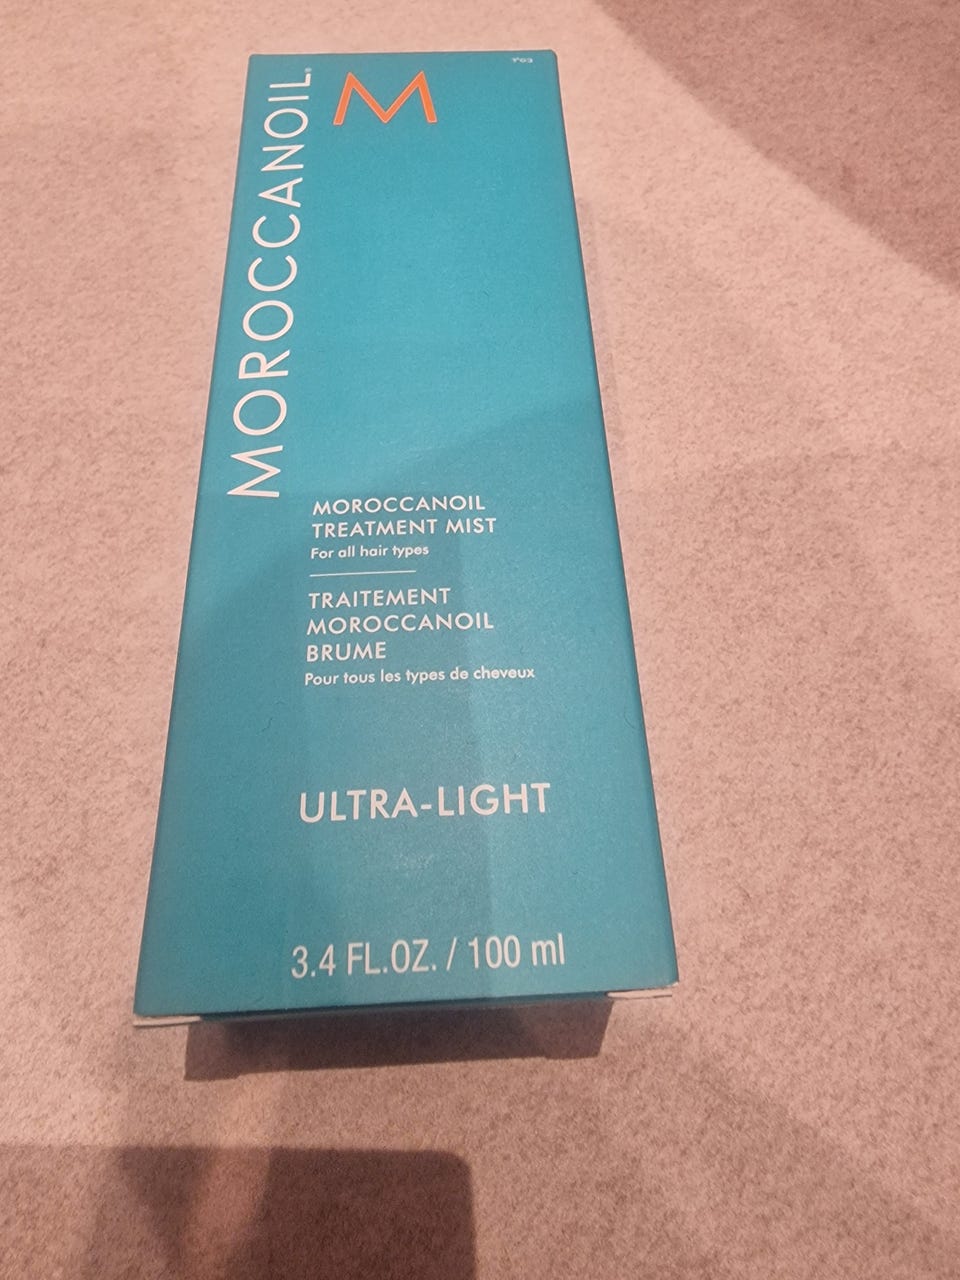 MOROCCANOIL®
M
MOROCCANOIL
TREATMENT MIST
For all hair types
TRAITEMENT
MOROCCANOIL
BRUME
Pour tous les types de cheveux
ULTRA-LIGHT
3.4 FL.OZ. / 100 ml